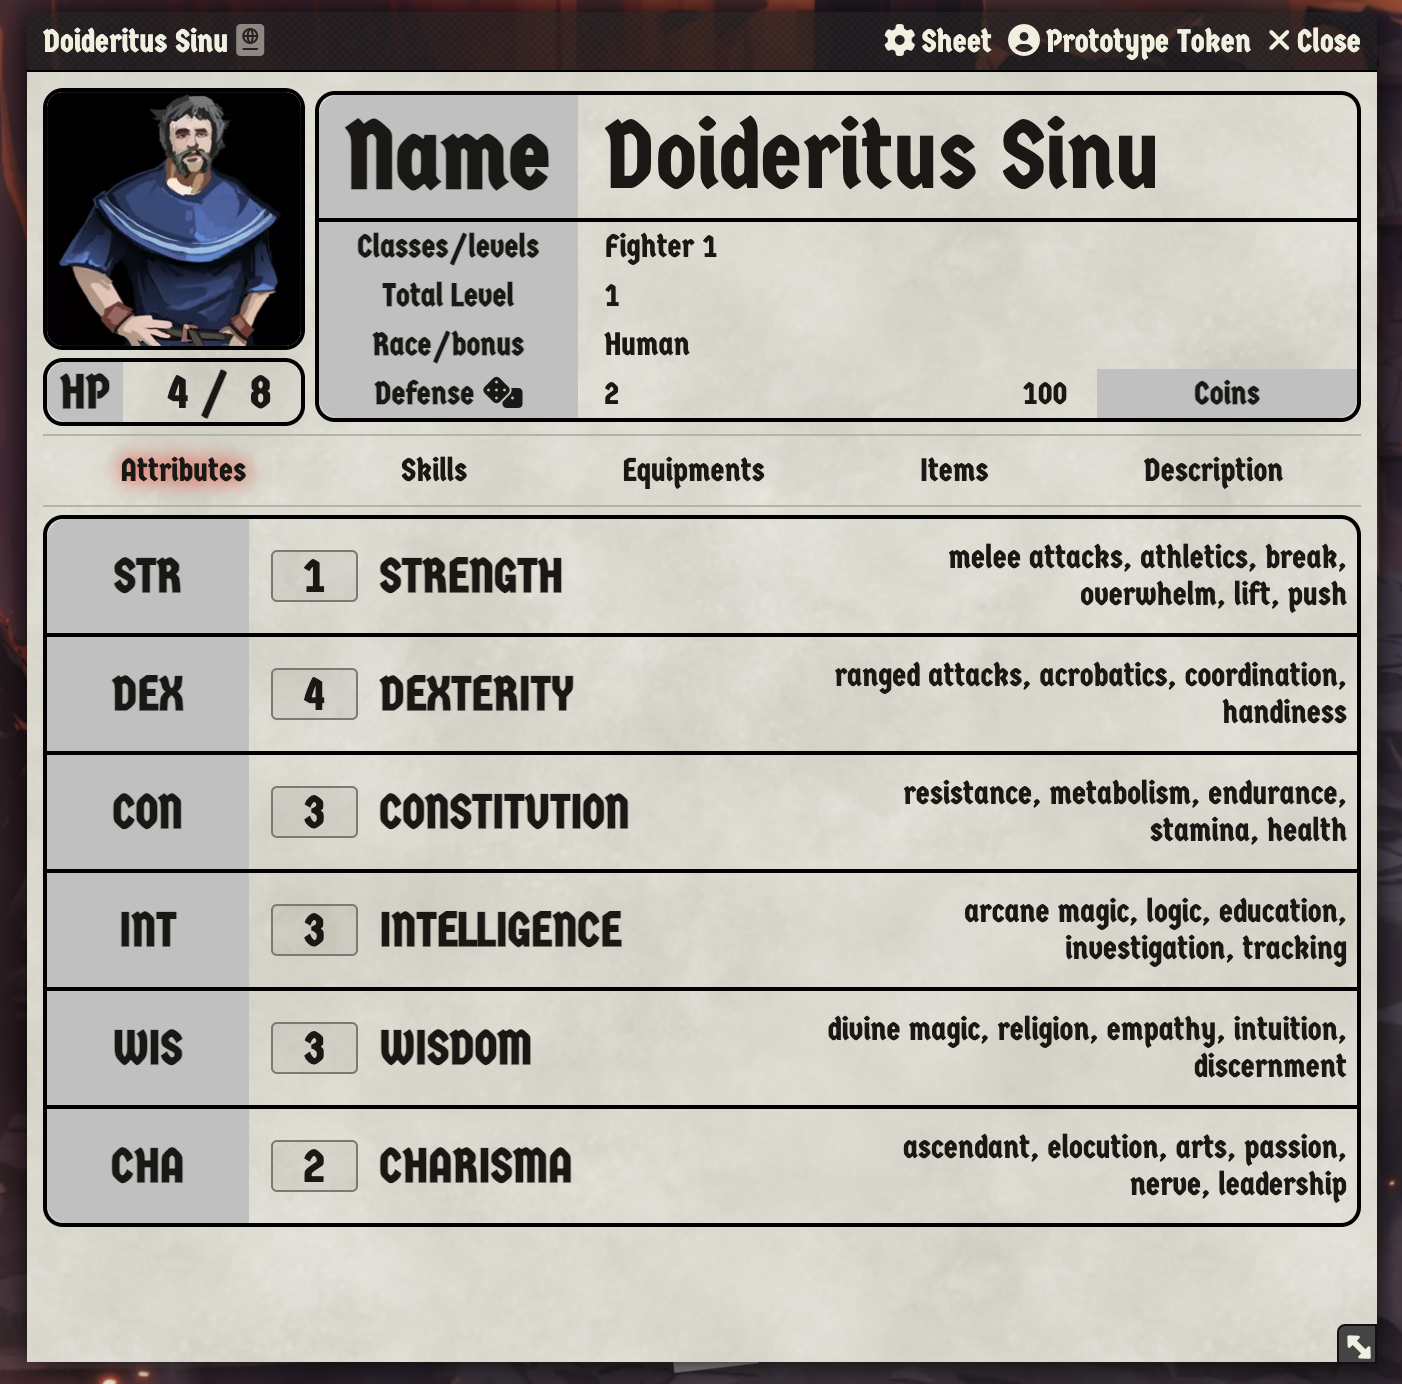 Doideritus Sinu Sheet Prototype Token Close
Name Doideritus Sinu
Classes/levels Fighter 1
Total Level 1
Race/bonus Human
Defense 2 100 Coins
HP 4 / 8
Attributes Skills Equipments Items Description
STR 1 STRENGTH melee attacks, athletics, break,
overwhelm, lift, push
DEX 4 DEXTERITY ranged attacks, acrobatics, coordination,
handiness
CON 3 CONSTITUTION resistance, metabolism, endurance,
stamina, health
INT 3 INTELLIGENCE arcane magic, logic, education,
investigation, tracking
WIS 3 WISDOM divine magic, religion, empathy, intuition,
discernment
CHA 2 CHARISMA ascendant, elocution, arts, passion,
nerve, leadership